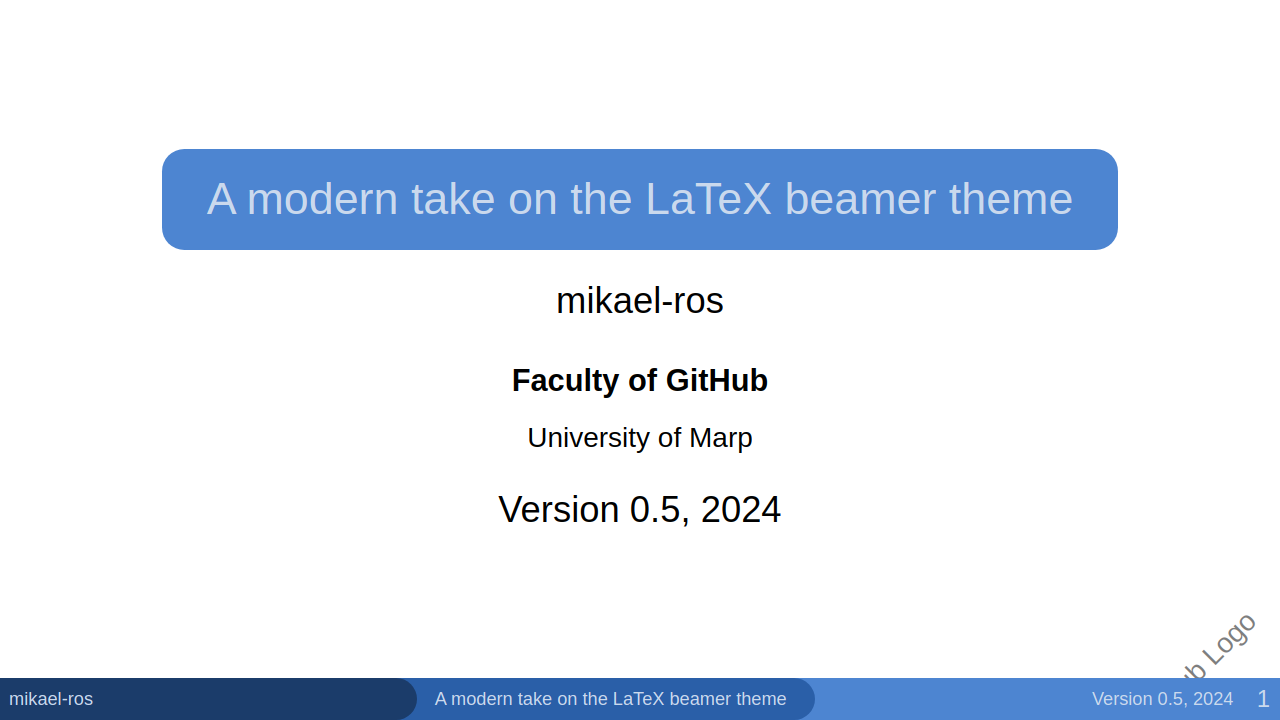 A modern take on the LaTeX beamer theme
mikael-ros
Faculty of GitHub
University of Marp
Version 0.5, 2024
Logo
mikael-ros
A modern take on the LaTeX beamer theme
Version 0.5, 2024
1